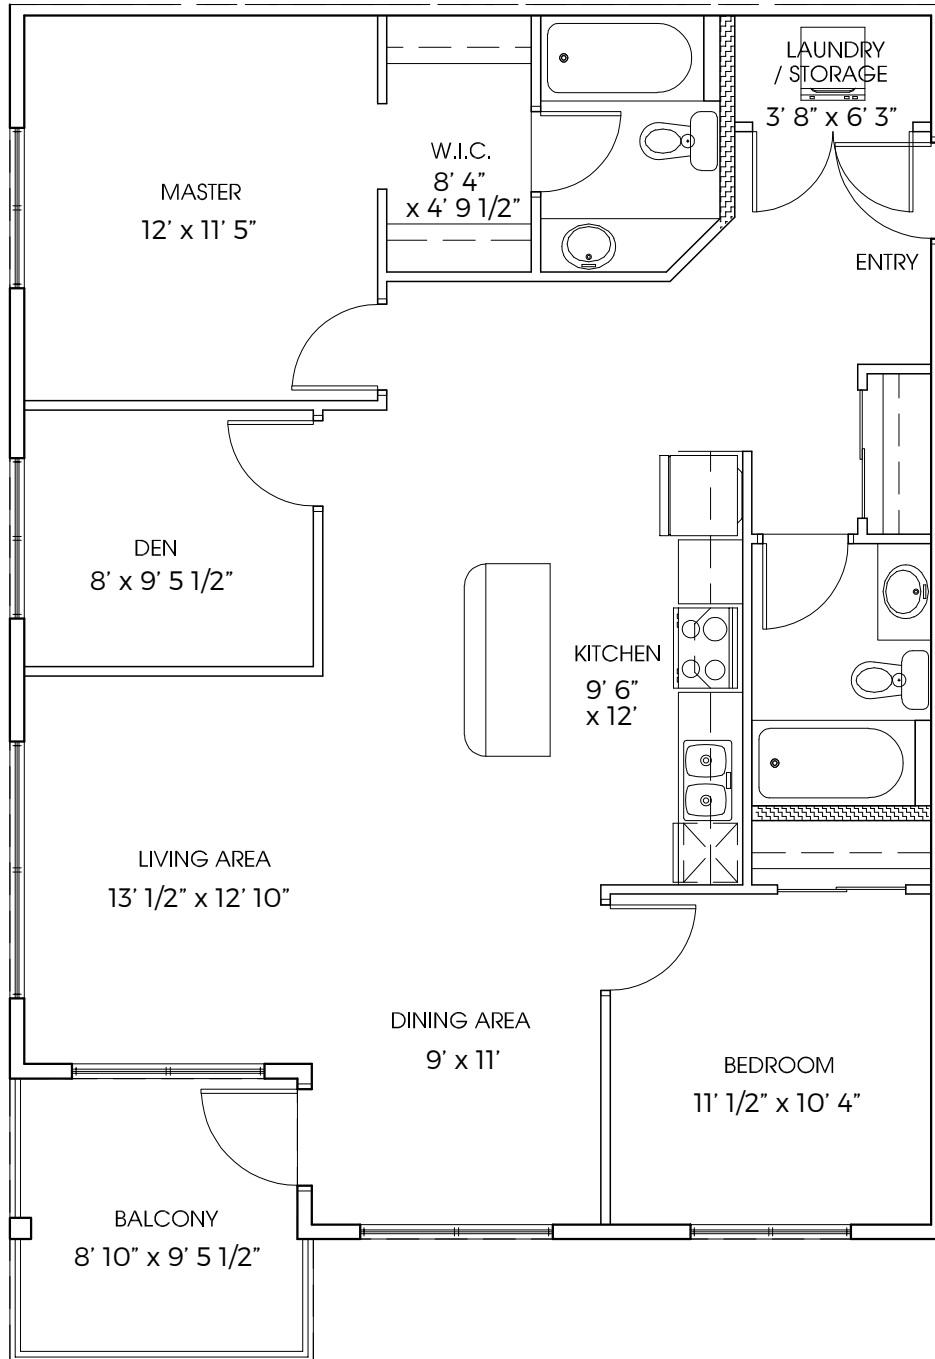 LAUNDRY
/ STORAGE
3’ 8” x 6’ 3”
W.I.C.
8’ 4”
x 4’ 9 1/2”
MASTER
12’ x 11’ 5”
ENTRY
DEN
8’ x 9’ 5 1/2”
KITCHEN
9’ 6”
x 12’
LIVING AREA
13’ 1/2” x 12’ 10”
DINING AREA
9’ x 11’
BEDROOM
11’ 1/2” x 10’ 4”
BALCONY
8’ 10” x 9’ 5 1/2”